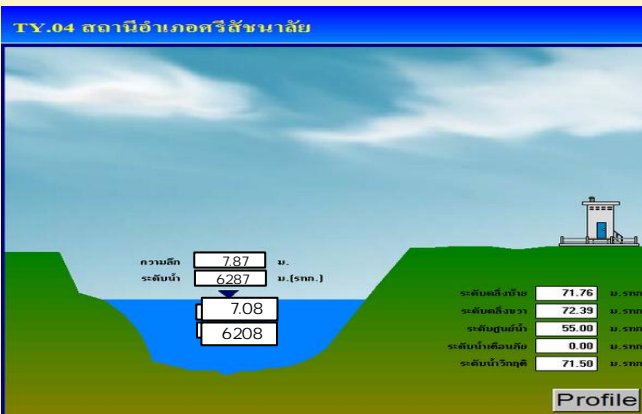 TY.04 สถานีอำเภอศรีสัชนาลัย
ความลึก 7.87 ม.
ระดับน้ำ 6287 ม.(รทก.)
7.08
6208
ระดับตลิ่งซ้าย 71.76 ม.รทก
ระดับตลิ่งขวา 72.39 ม.รทก
ระดับศูนย์น้ำ 55.00 ม.รทก
ระดับน้ำเตือนภัย 0.00 ม.รทก
ระดับน้ำวิกฤติ 71.50 ม.รทก
Profile